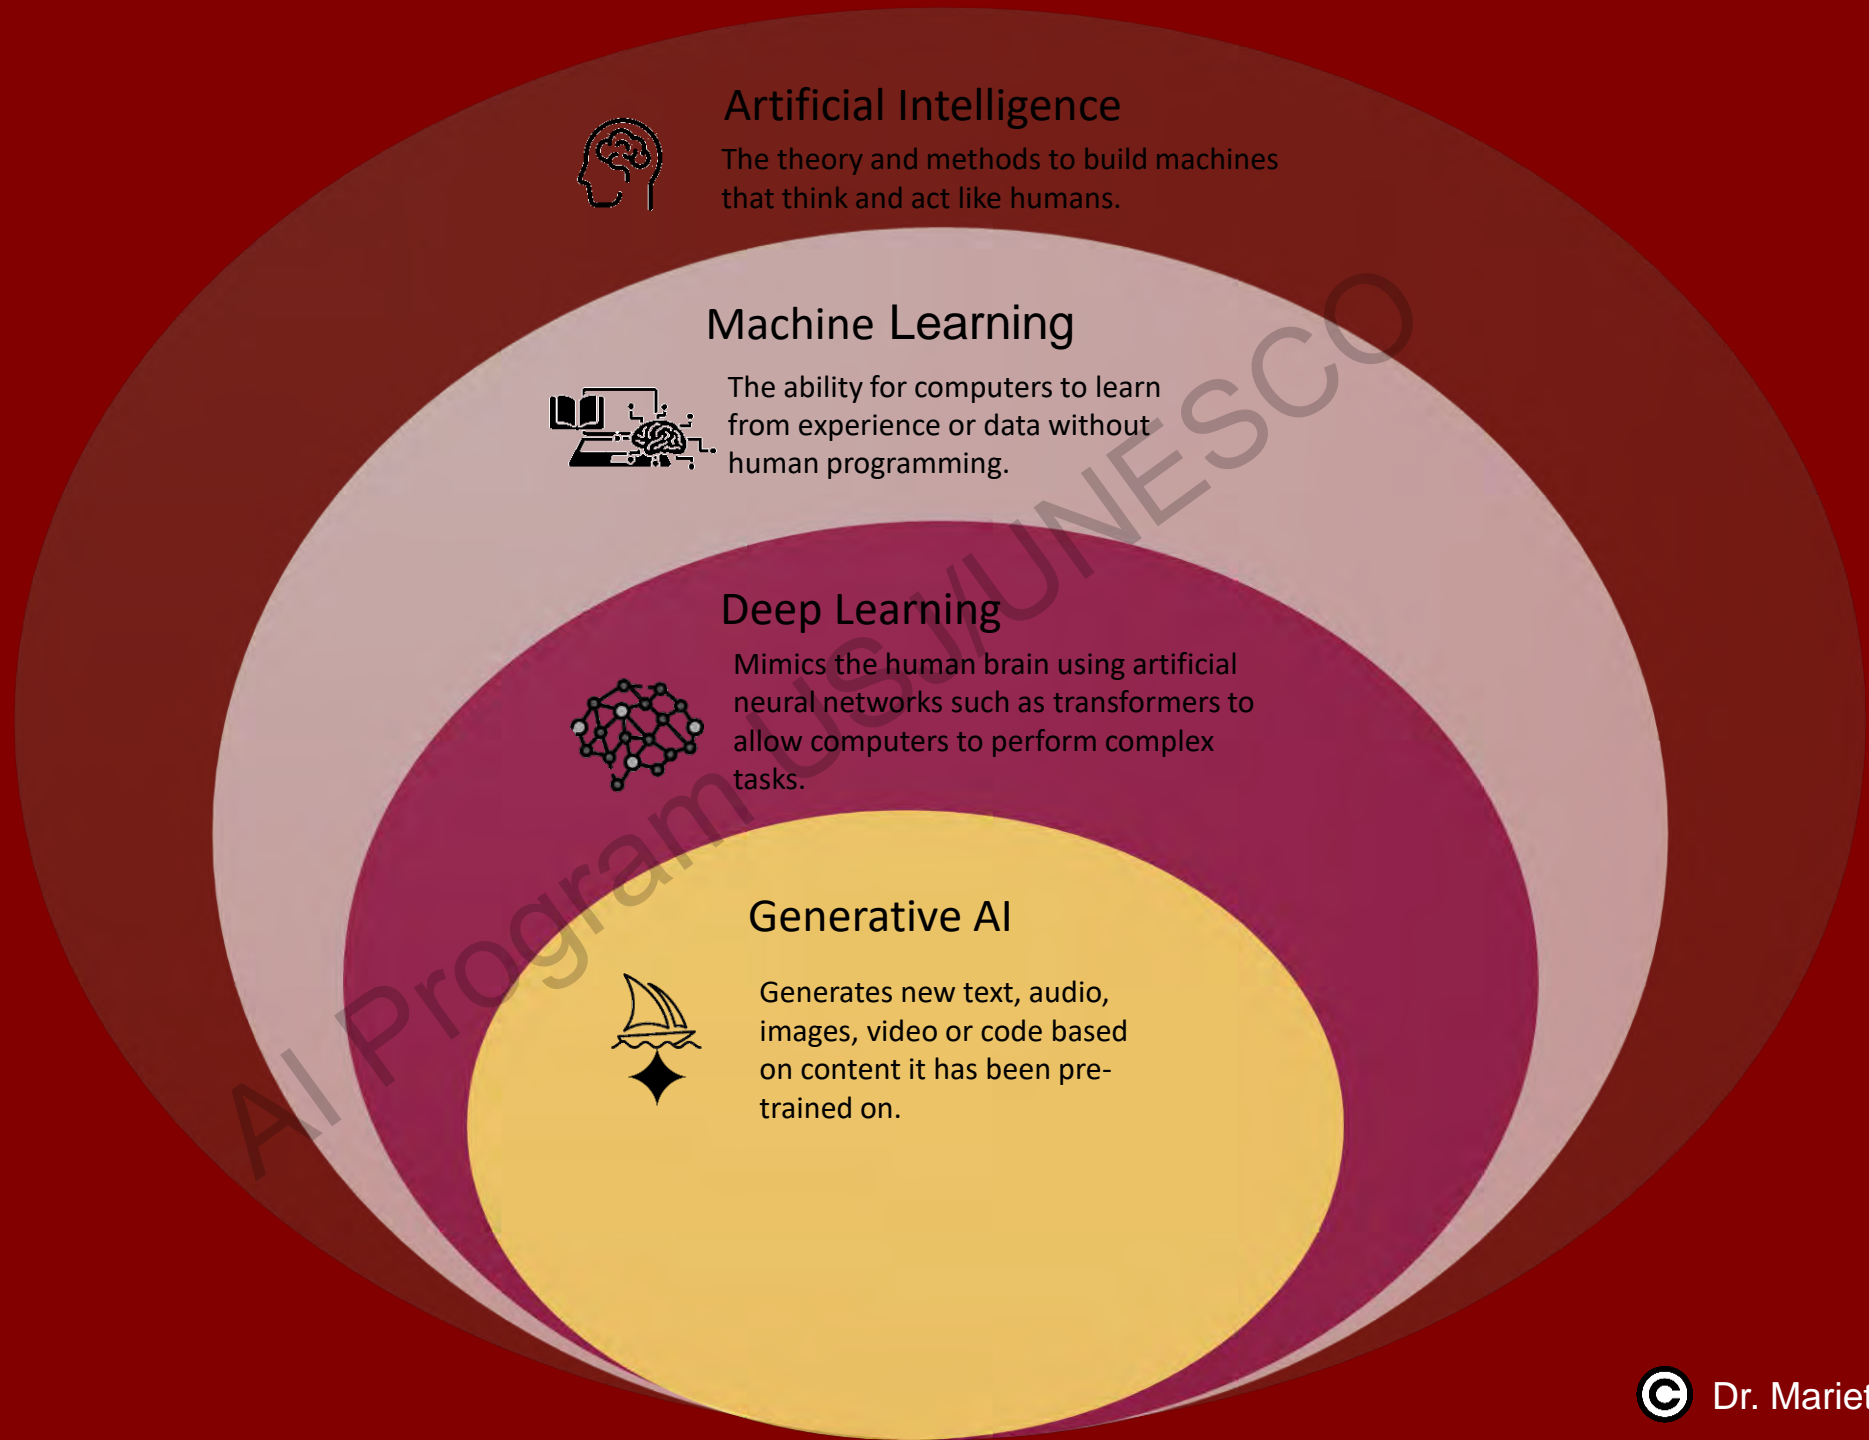 Artificial Intelligence
The theory and methods to build machines
that think and act like humans.
Machine Learning
The ability for computers to learn
from experience or data without
human programming.
Deep Learning
Mimics the human brain using artificial
neural networks such as transformers to
allow computers to perform complex
tasks.
Generative AI
Generates new text, audio,
images, video or code based
on content it has been pre-
trained on.
AI Program USJ/UNESCO
© Dr. Mariet